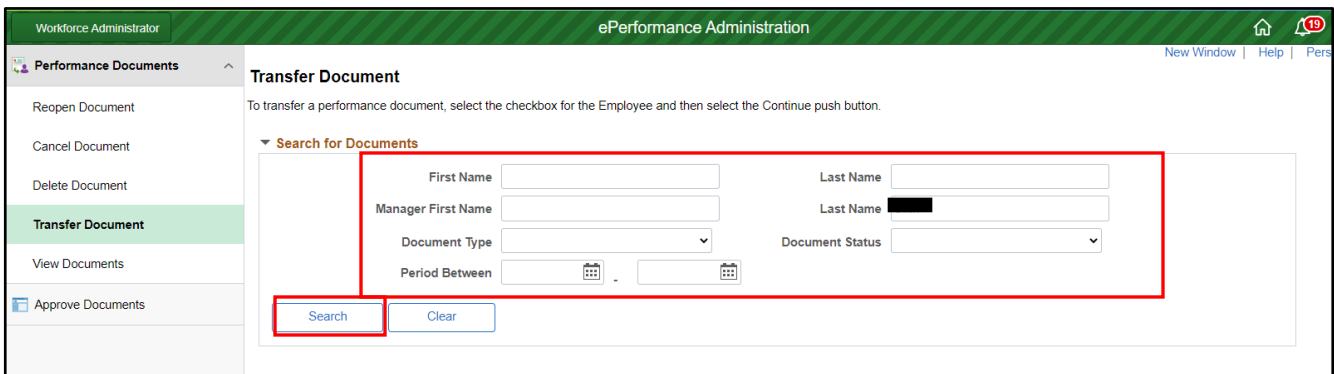 Workforce Administrator
ePerformance Administration
19
New Window | Help | Pers
Performance Documents
Reopen Document
Cancel Document
Delete Document
Transfer Document
View Documents
Approve Documents
Transfer Document
To transfer a performance document, select the checkbox for the Employee and then select the Continue push button.
Search for Documents
First Name Last Name
Manager First Name Last Name
Document Type Document Status
Period Between -
Search Clear